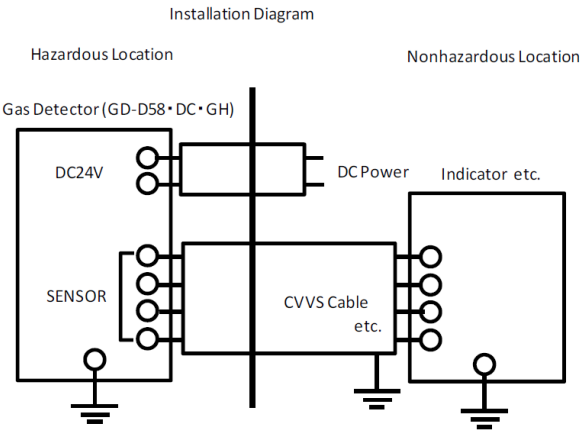 Installation Diagram
Hazardous Location
Nonhazardous Location
Gas Detector (GD-D58・DC・GH)
DC24V
DC Power
Indicator etc.
SENSOR
CVVS Cable
etc.